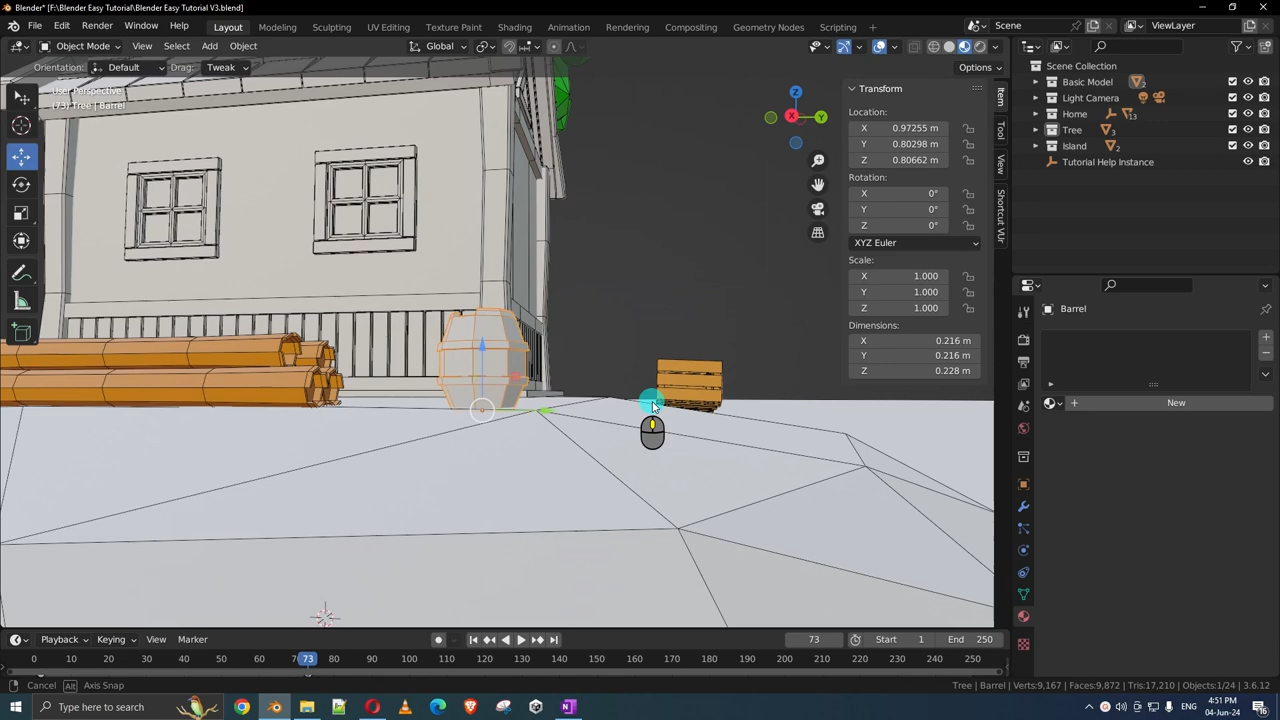 Blender* [F:\Blender Easy Tutorial\Blender Easy Tutorial V3.blend]
File Edit Render Window Help Layout Modeling Sculpting UV Editing Texture Paint Shading Animation Rendering Compositing Geometry Nodes Scripting Scene ViewLayer
Object Mode View Select Add Object Global
Orientation: Default Drag: Tweak Options
User Perspective
(73) Tree | Barrel
Transform
Location:
X 0.97255 m
Y 0.80298 m
Z 0.80662 m
Rotation:
X 0°
Y 0°
Z 0°
XYZ Euler
Scale:
X 1.000
Y 1.000
Z 1.000
Dimensions:
X 0.216 m
Y 0.216 m
Z 0.228 m
Item
Tool
View
Shortcut VUr
Z
X
Y
Scene Collection
Basic Model 2
Light Camera
Home 13
Tree 3
Island 2
Tutorial Help Instance
Barrel
New
Playback Keying View Marker 73 Start 1 End 250
0 10 20 30 40 50 60 73 80 90 100 110 120 130 140 150 160 170 180 190 200 210 220 230 240 250
Cancel Alt Axis Snap
Tree | Barrel | Verts:9,167 | Faces:9,872 | Tris:17,210 | Objects:1/24 | 3.6.12
Type here to search
4:51 PM
04-Jun-24